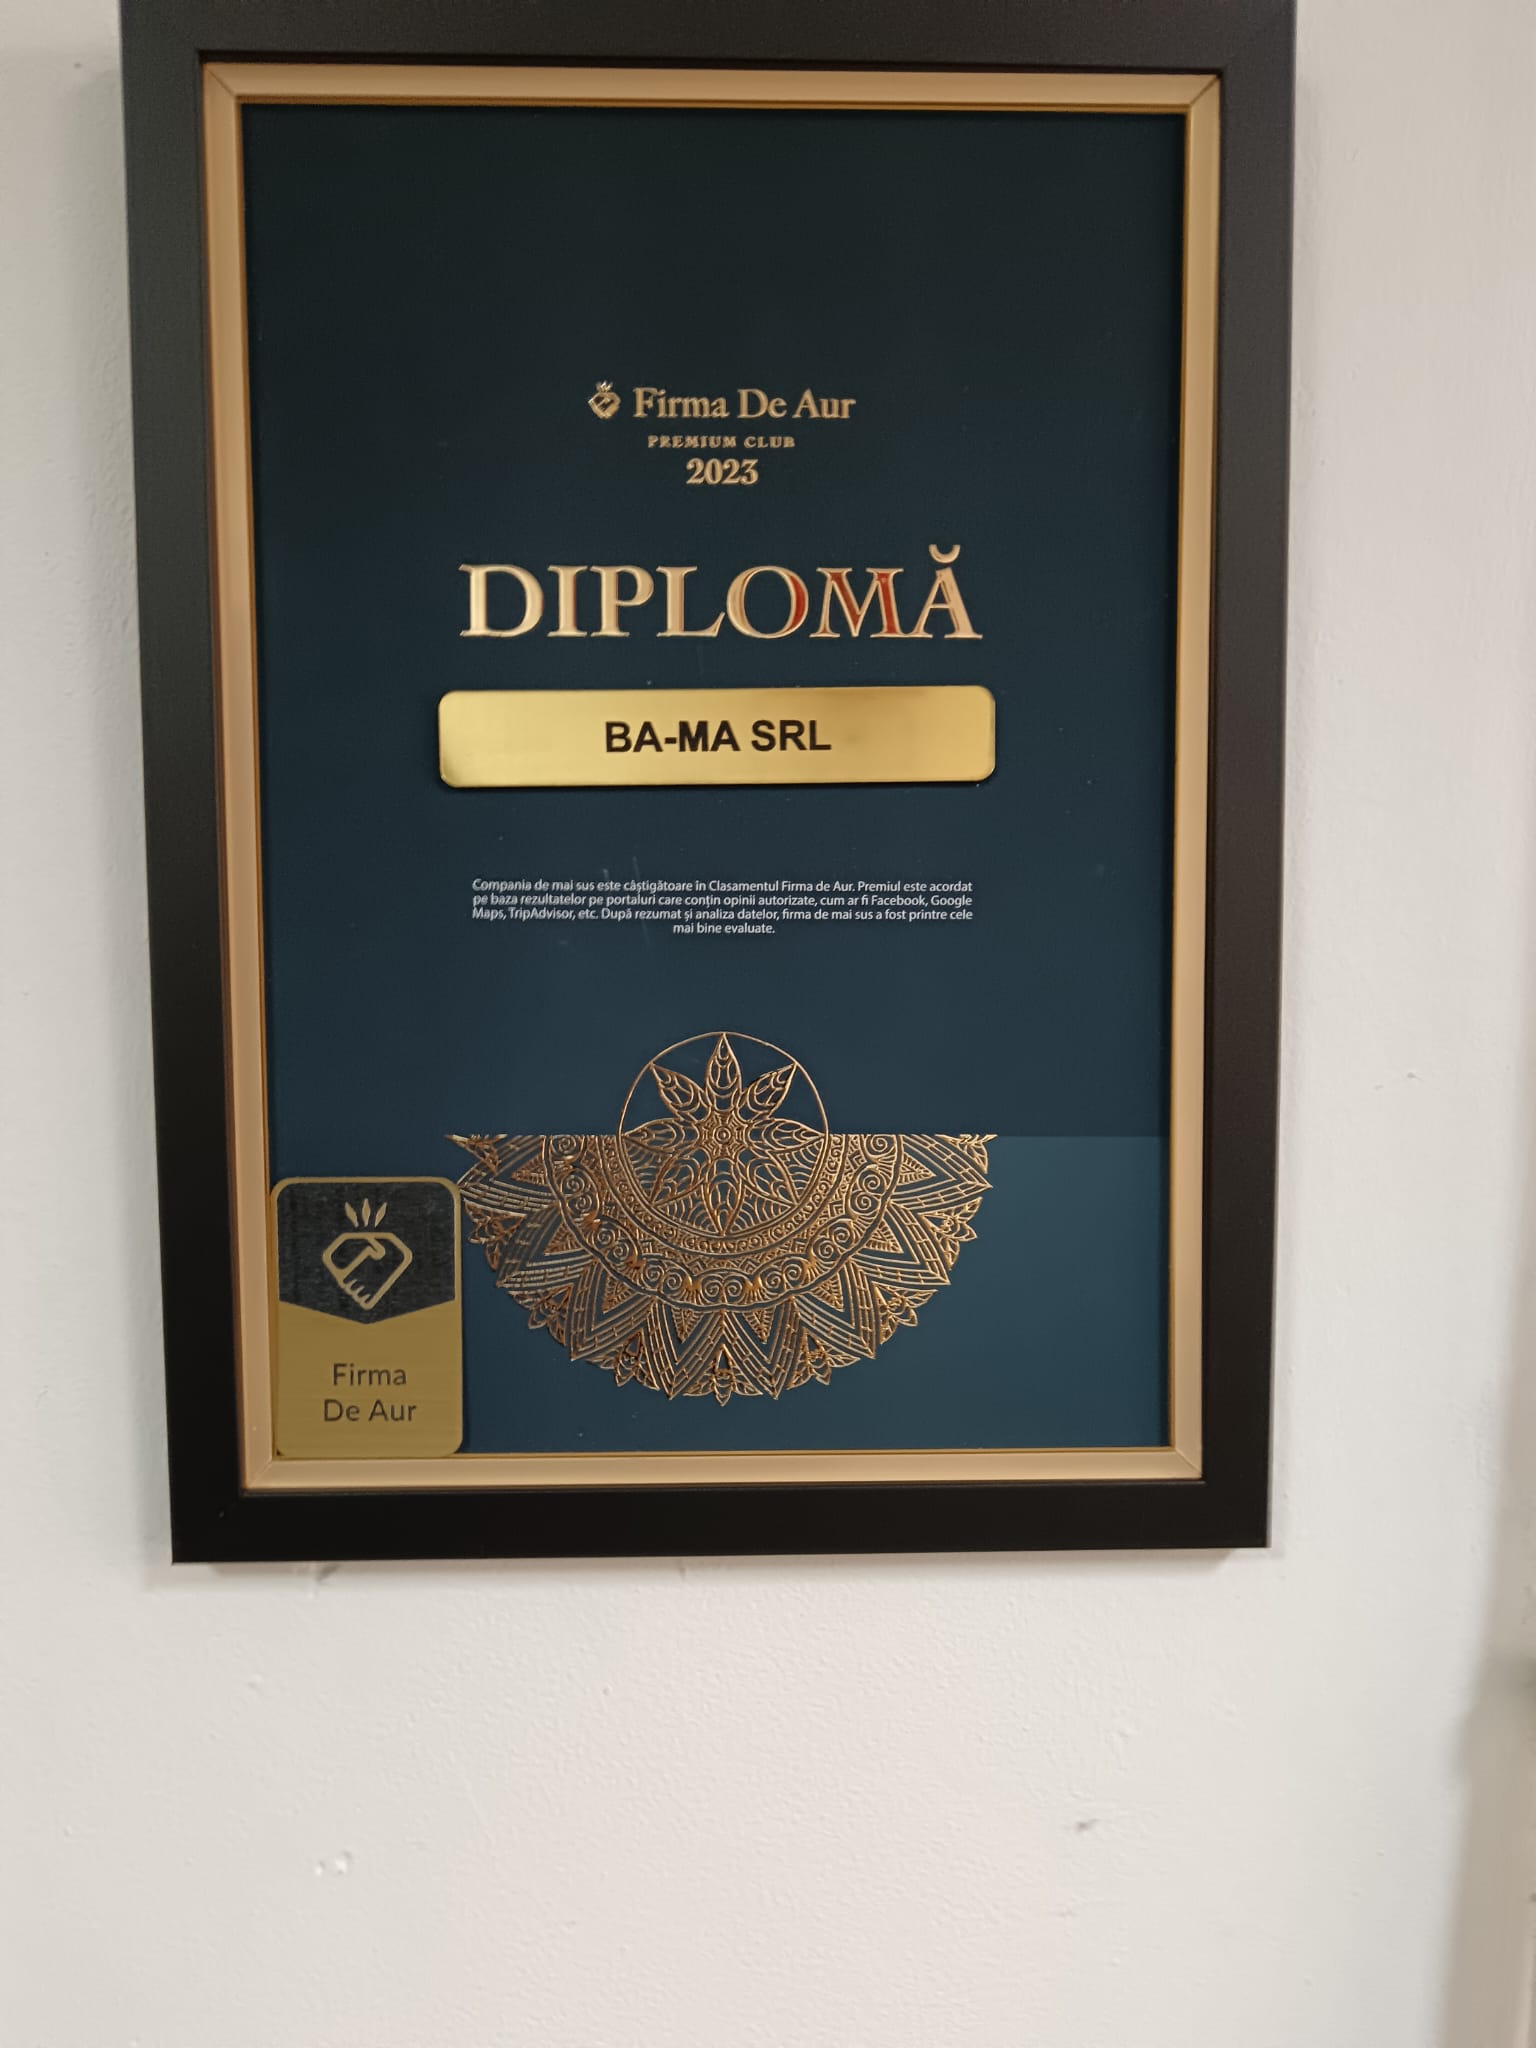 Firma De Aur
PREMIUM CLUB
2023
DIPLOMĂ
BA-MA SRL
Compania de mai sus este câștigătoare în Clasamentul Firma de Aur. Premiul este acordat
pe baza rezultatelor pe portaluri care conțin opinii autorizate, cum ar fi Facebook, Google
Maps, TripAdvisor, etc. După rezumat și analiza datelor, firma de mai sus a fost printre cele
mai bine evaluate.
Firma
De Aur